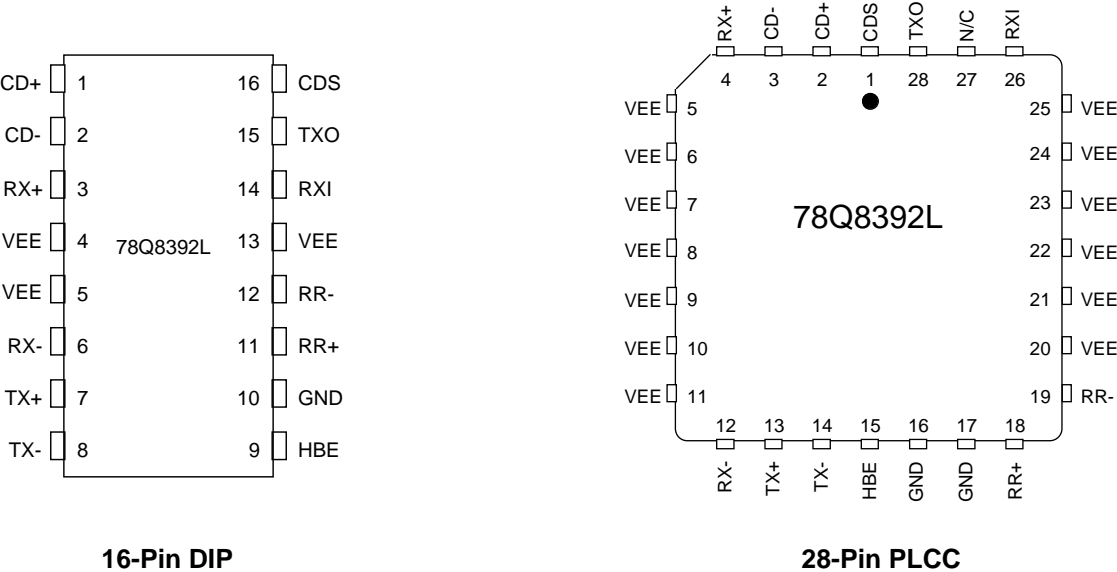 CD+ 1 16 CDS
CD- 2 15 TXO
RX+ 3 14 RXI
VEE 4 78Q8392L 13 VEE
VEE 5 12 RR-
RX- 6 11 RR+
TX+ 7 10 GND
TX- 8 9 HBE
16-Pin DIP
RX+ CD- CD+ CDS TXO N/C RXI
4 3 2 1 28 27 26
VEE 5 25 VEE
VEE 6 24 VEE
VEE 7 23 VEE
78Q8392L
VEE 8 22 VEE
VEE 9 21 VEE
VEE 10 20 VEE
VEE 11 19 RR-
12 13 14 15 16 17 18
RX- TX+ TX- HBE GND GND RR+
28-Pin PLCC